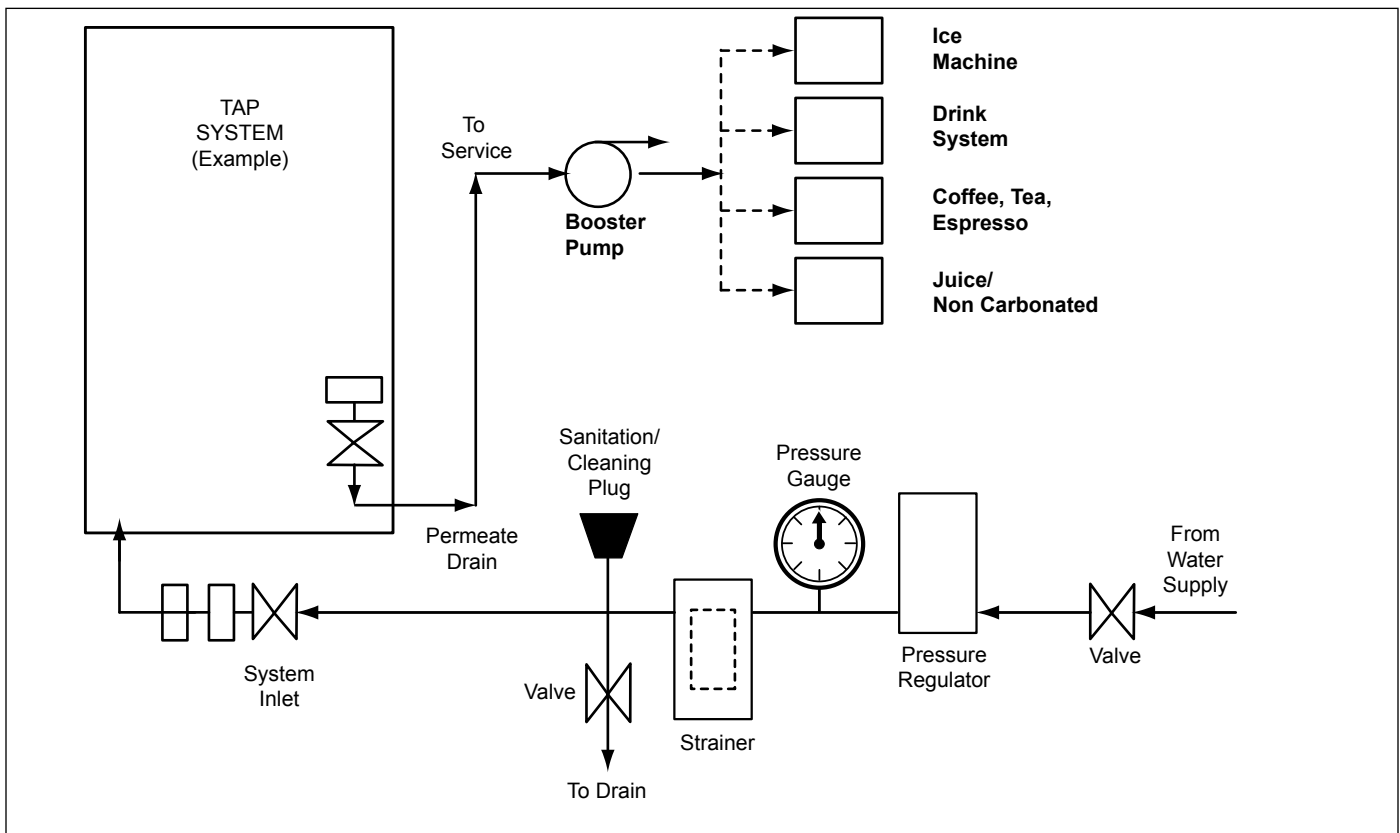 TAP
SYSTEM
(Example)
To
Service
Booster
Pump
Ice
Machine
Drink
System
Coffee, Tea,
Espresso
Juice/
Non Carbonated
Permeate
Drain
Sanitation/
Cleaning
Plug
Pressure
Gauge
From
Water
Supply
System
Inlet
Valve
To Drain
Strainer
Pressure
Regulator
Valve